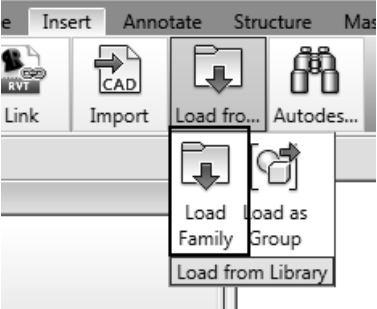 e Insert Annotate Structure Mas
RVT CAD
Link Import Load fro... Autodes...
Load Load as
Family Group
Load from Library